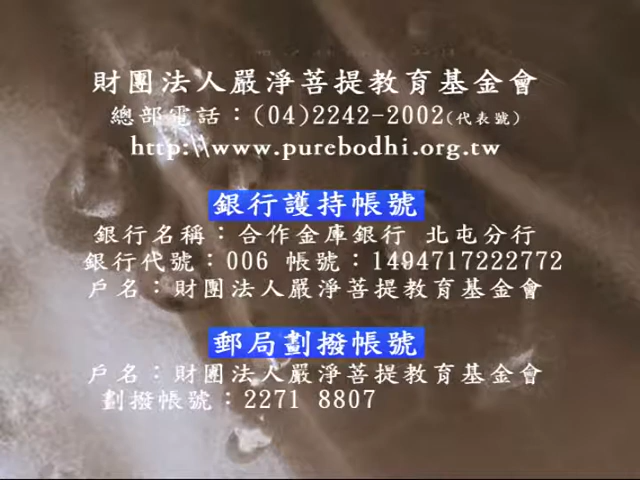 財團法人嚴淨菩提教育基金會
總部電話：(04)2242-2002(代表號)
http:\\www.purebodhi.org.tw
銀行護持帳號
銀行名稱：合作金庫銀行 北屯分行
銀行代號：006 帳號：1494717222772
戶名：財團法人嚴淨菩提教育基金會
郵局劃撥帳號
戶名：財團法人嚴淨菩提教育基金會
劃撥帳號：2271 8807